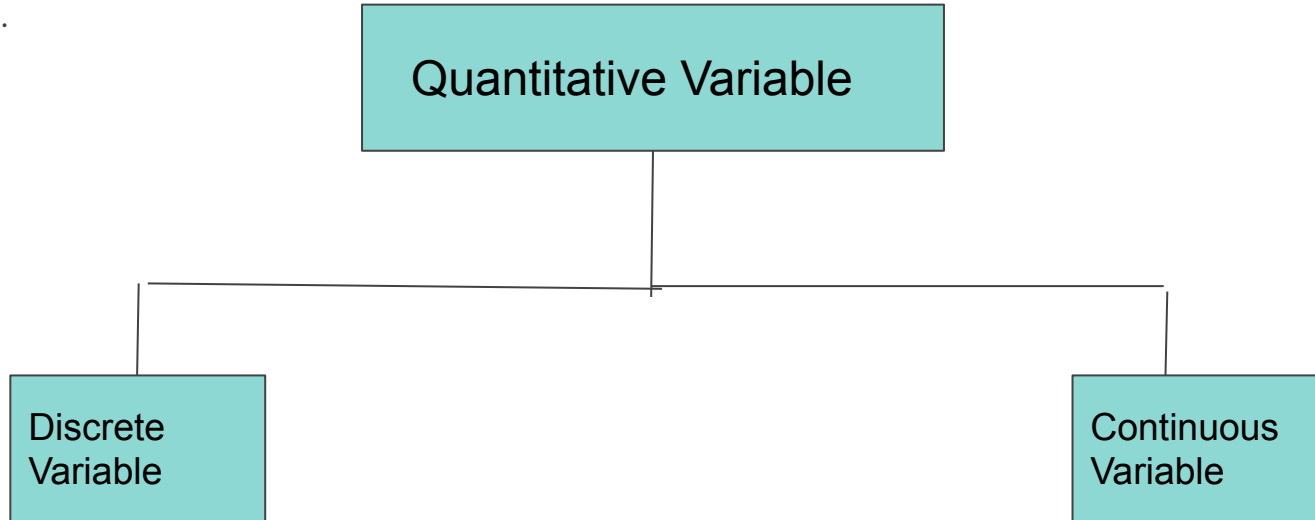 .
Quantitative Variable
Discrete
Variable
Continuous
Variable